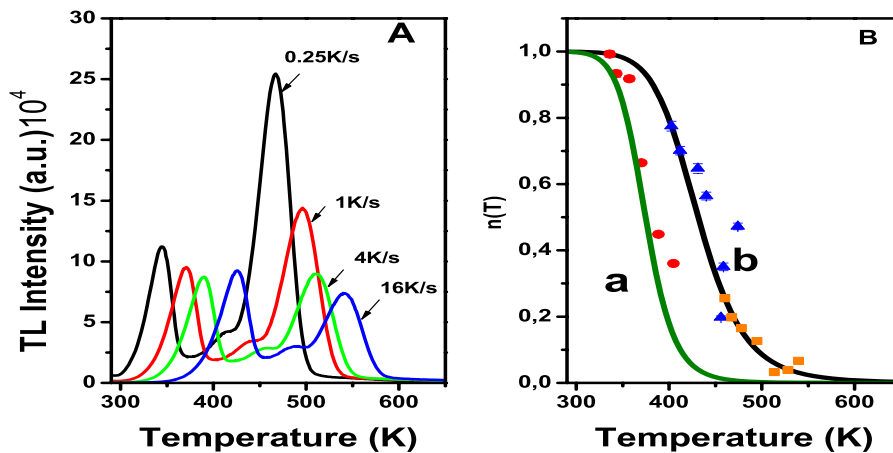 A
TL Intensity (a.u.)10⁴
30
25
20
15
10
5
0
0.25K/s
1K/s
4K/s
16K/s
300 400 500 600
Temperature (K)
B
n(T)
1,0
0,8
0,6
0,4
0,2
0,0
a
b
300 400 500 600
Temperature (K)